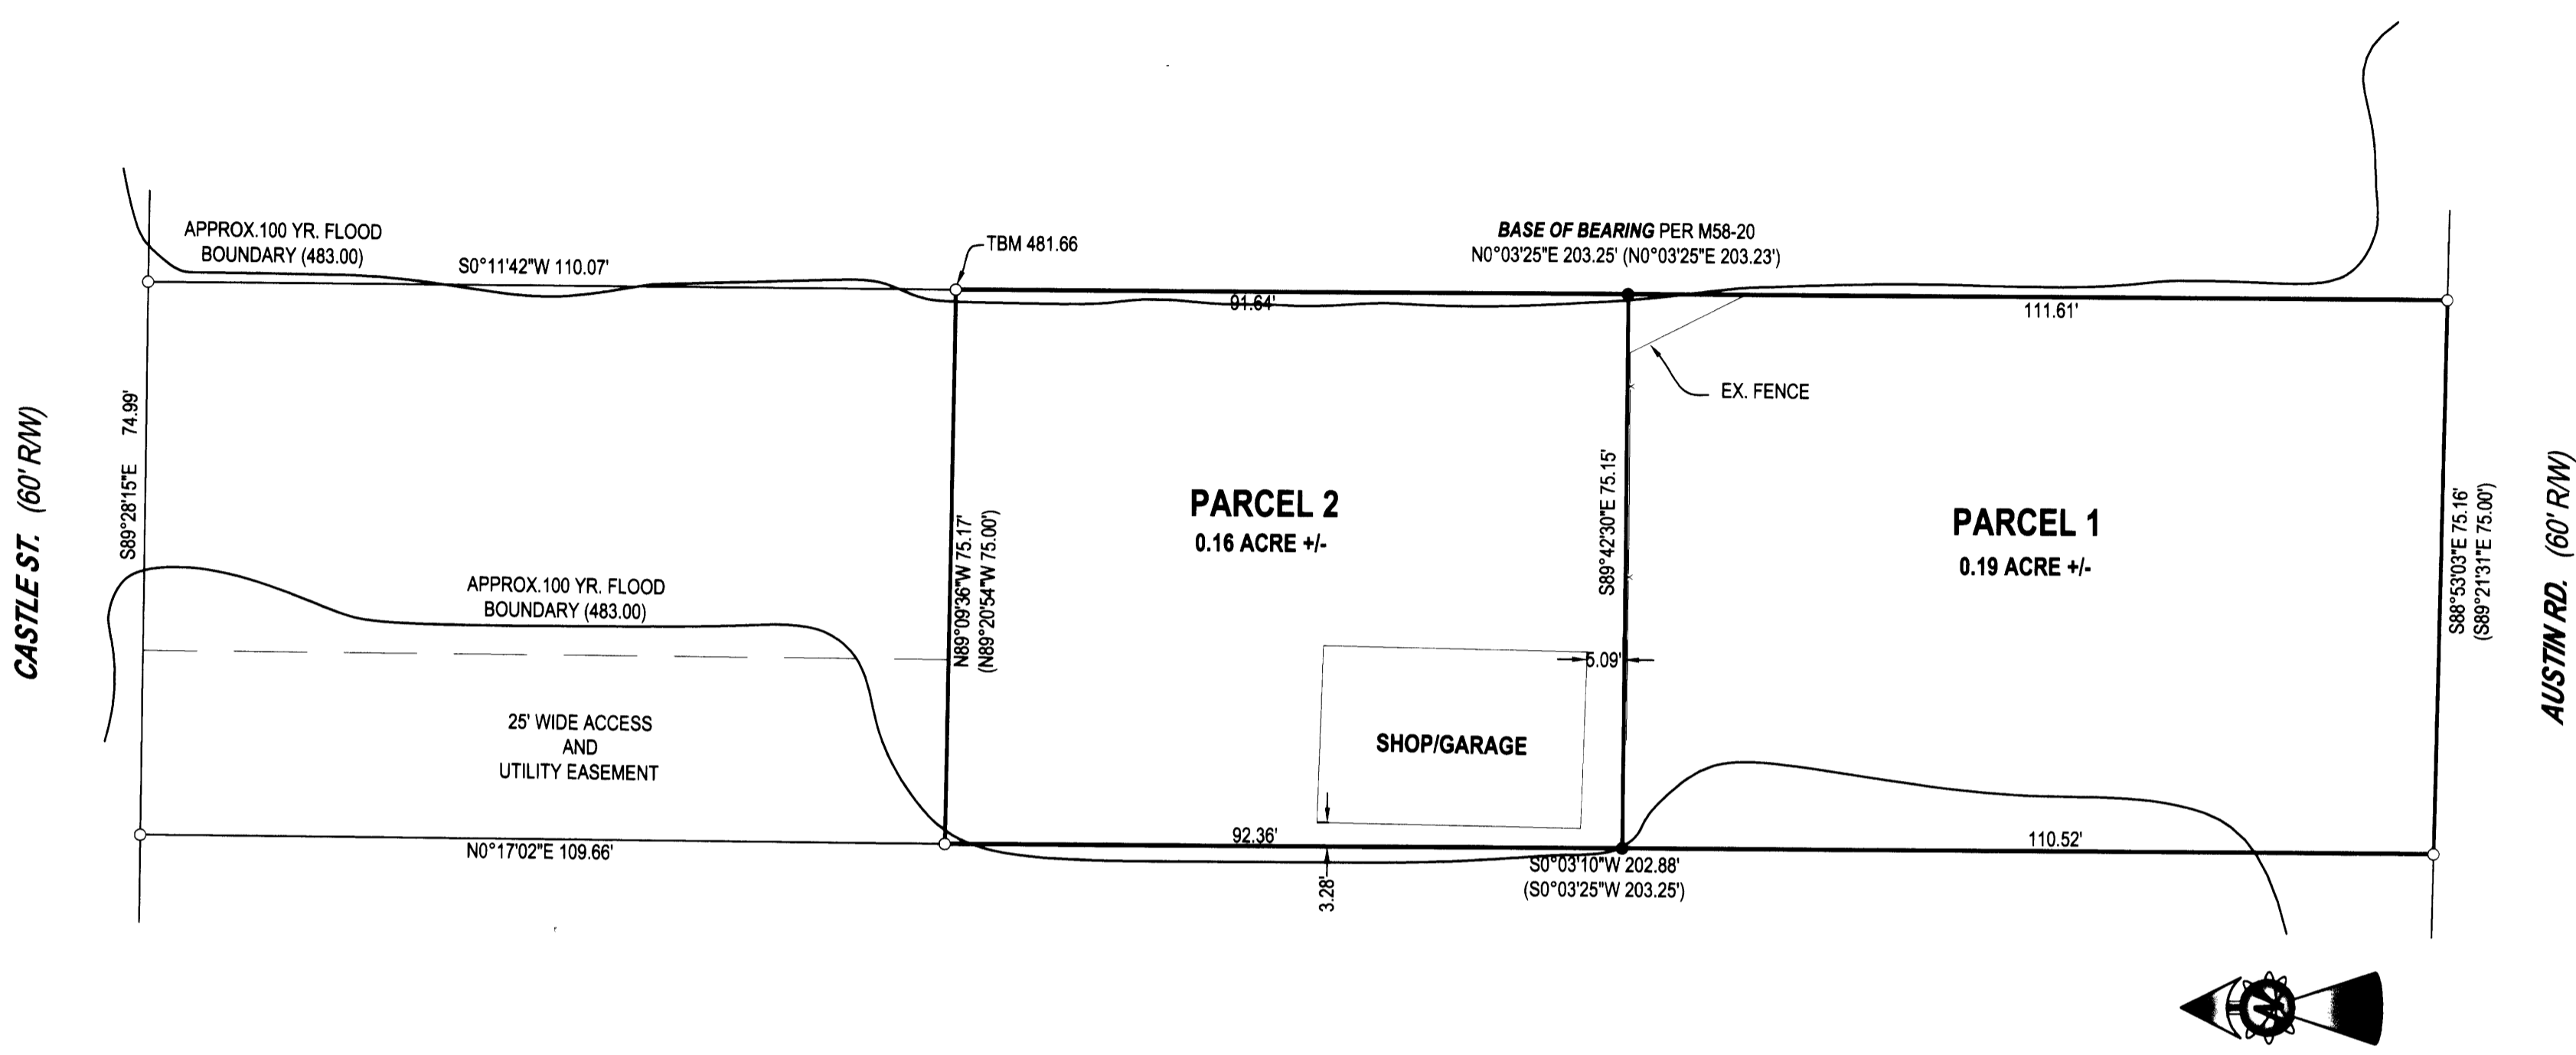 APPROX.100 YR. FLOOD
BOUNDARY (483.00)
S0°11'42"W 110.07'
TBM 481.66
BASE OF BEARING PER M58-20
N0°03'25"E 203.25' (N0°03'25"E 203.23')
91.64'
111.61'
EX. FENCE
CASTLE ST. (60' R/W)
S89°28'15"E 74.99'
N89°09'36"W 75.17'
(N89°20'54"W 75.00')
PARCEL 2
0.16 ACRE +/-
S89°42'30"E 75.15'
PARCEL 1
0.19 ACRE +/-
S88°53'03"E 75.16'
(S89°21'31"E 75.00')
AUSTIN RD. (60' R/W)
APPROX.100 YR. FLOOD
BOUNDARY (483.00)
5.09'
25' WIDE ACCESS
AND
UTILITY EASEMENT
SHOP/GARAGE
N0°17'02"E 109.66'
92.36'
110.52'
3.28'
S0°03'10"W 202.88'
(S0°03'25"W 203.25')
N